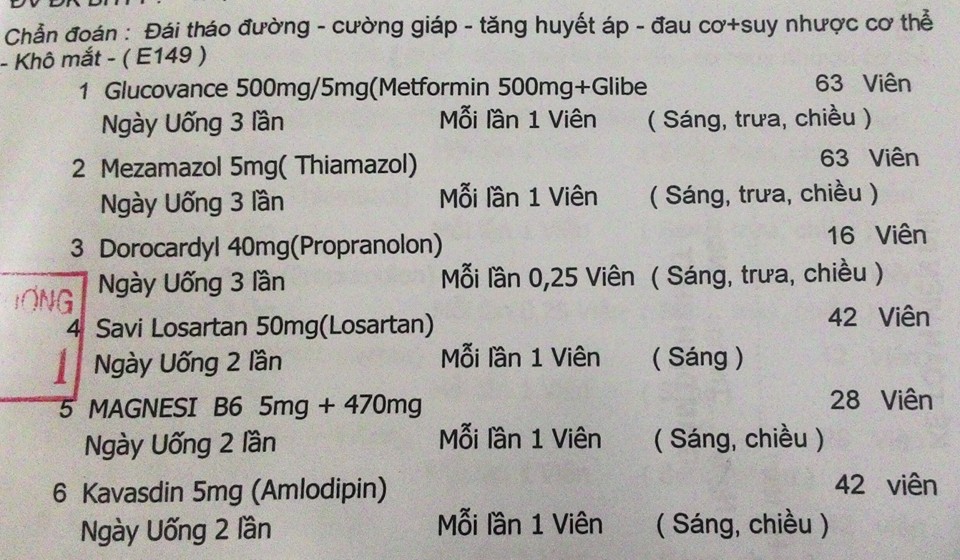 Chẩn đoán : Đái tháo đường - cường giáp - tăng huyết áp - đau cơ+suy nhược cơ thể
- Khô mắt - ( E149 )
1 Glucovance 500mg/5mg(Metformin 500mg+Glibe 63 Viên
Ngày Uống 3 lần Mỗi lần 1 Viên ( Sáng, trưa, chiều )
2 Mezamazol 5mg( Thiamazol) 63 Viên
Ngày Uống 3 lần Mỗi lần 1 Viên ( Sáng, trưa, chiều )
3 Dorocardyl 40mg(Propranolon) 16 Viên
Ngày Uống 3 lần Mỗi lần 0,25 Viên ( Sáng, trưa, chiều )
ƯƠNG
4 Savi Losartan 50mg(Losartan) 42 Viên
1
Ngày Uống 2 lần Mỗi lần 1 Viên ( Sáng )
5 MAGNESI B6 5mg + 470mg 28 Viên
Ngày Uống 2 lần Mỗi lần 1 Viên ( Sáng, chiều )
6 Kavasdin 5mg (Amlodipin) 42 viên
Ngày Uống 2 lần Mỗi lần 1 Viên ( Sáng, chiều )